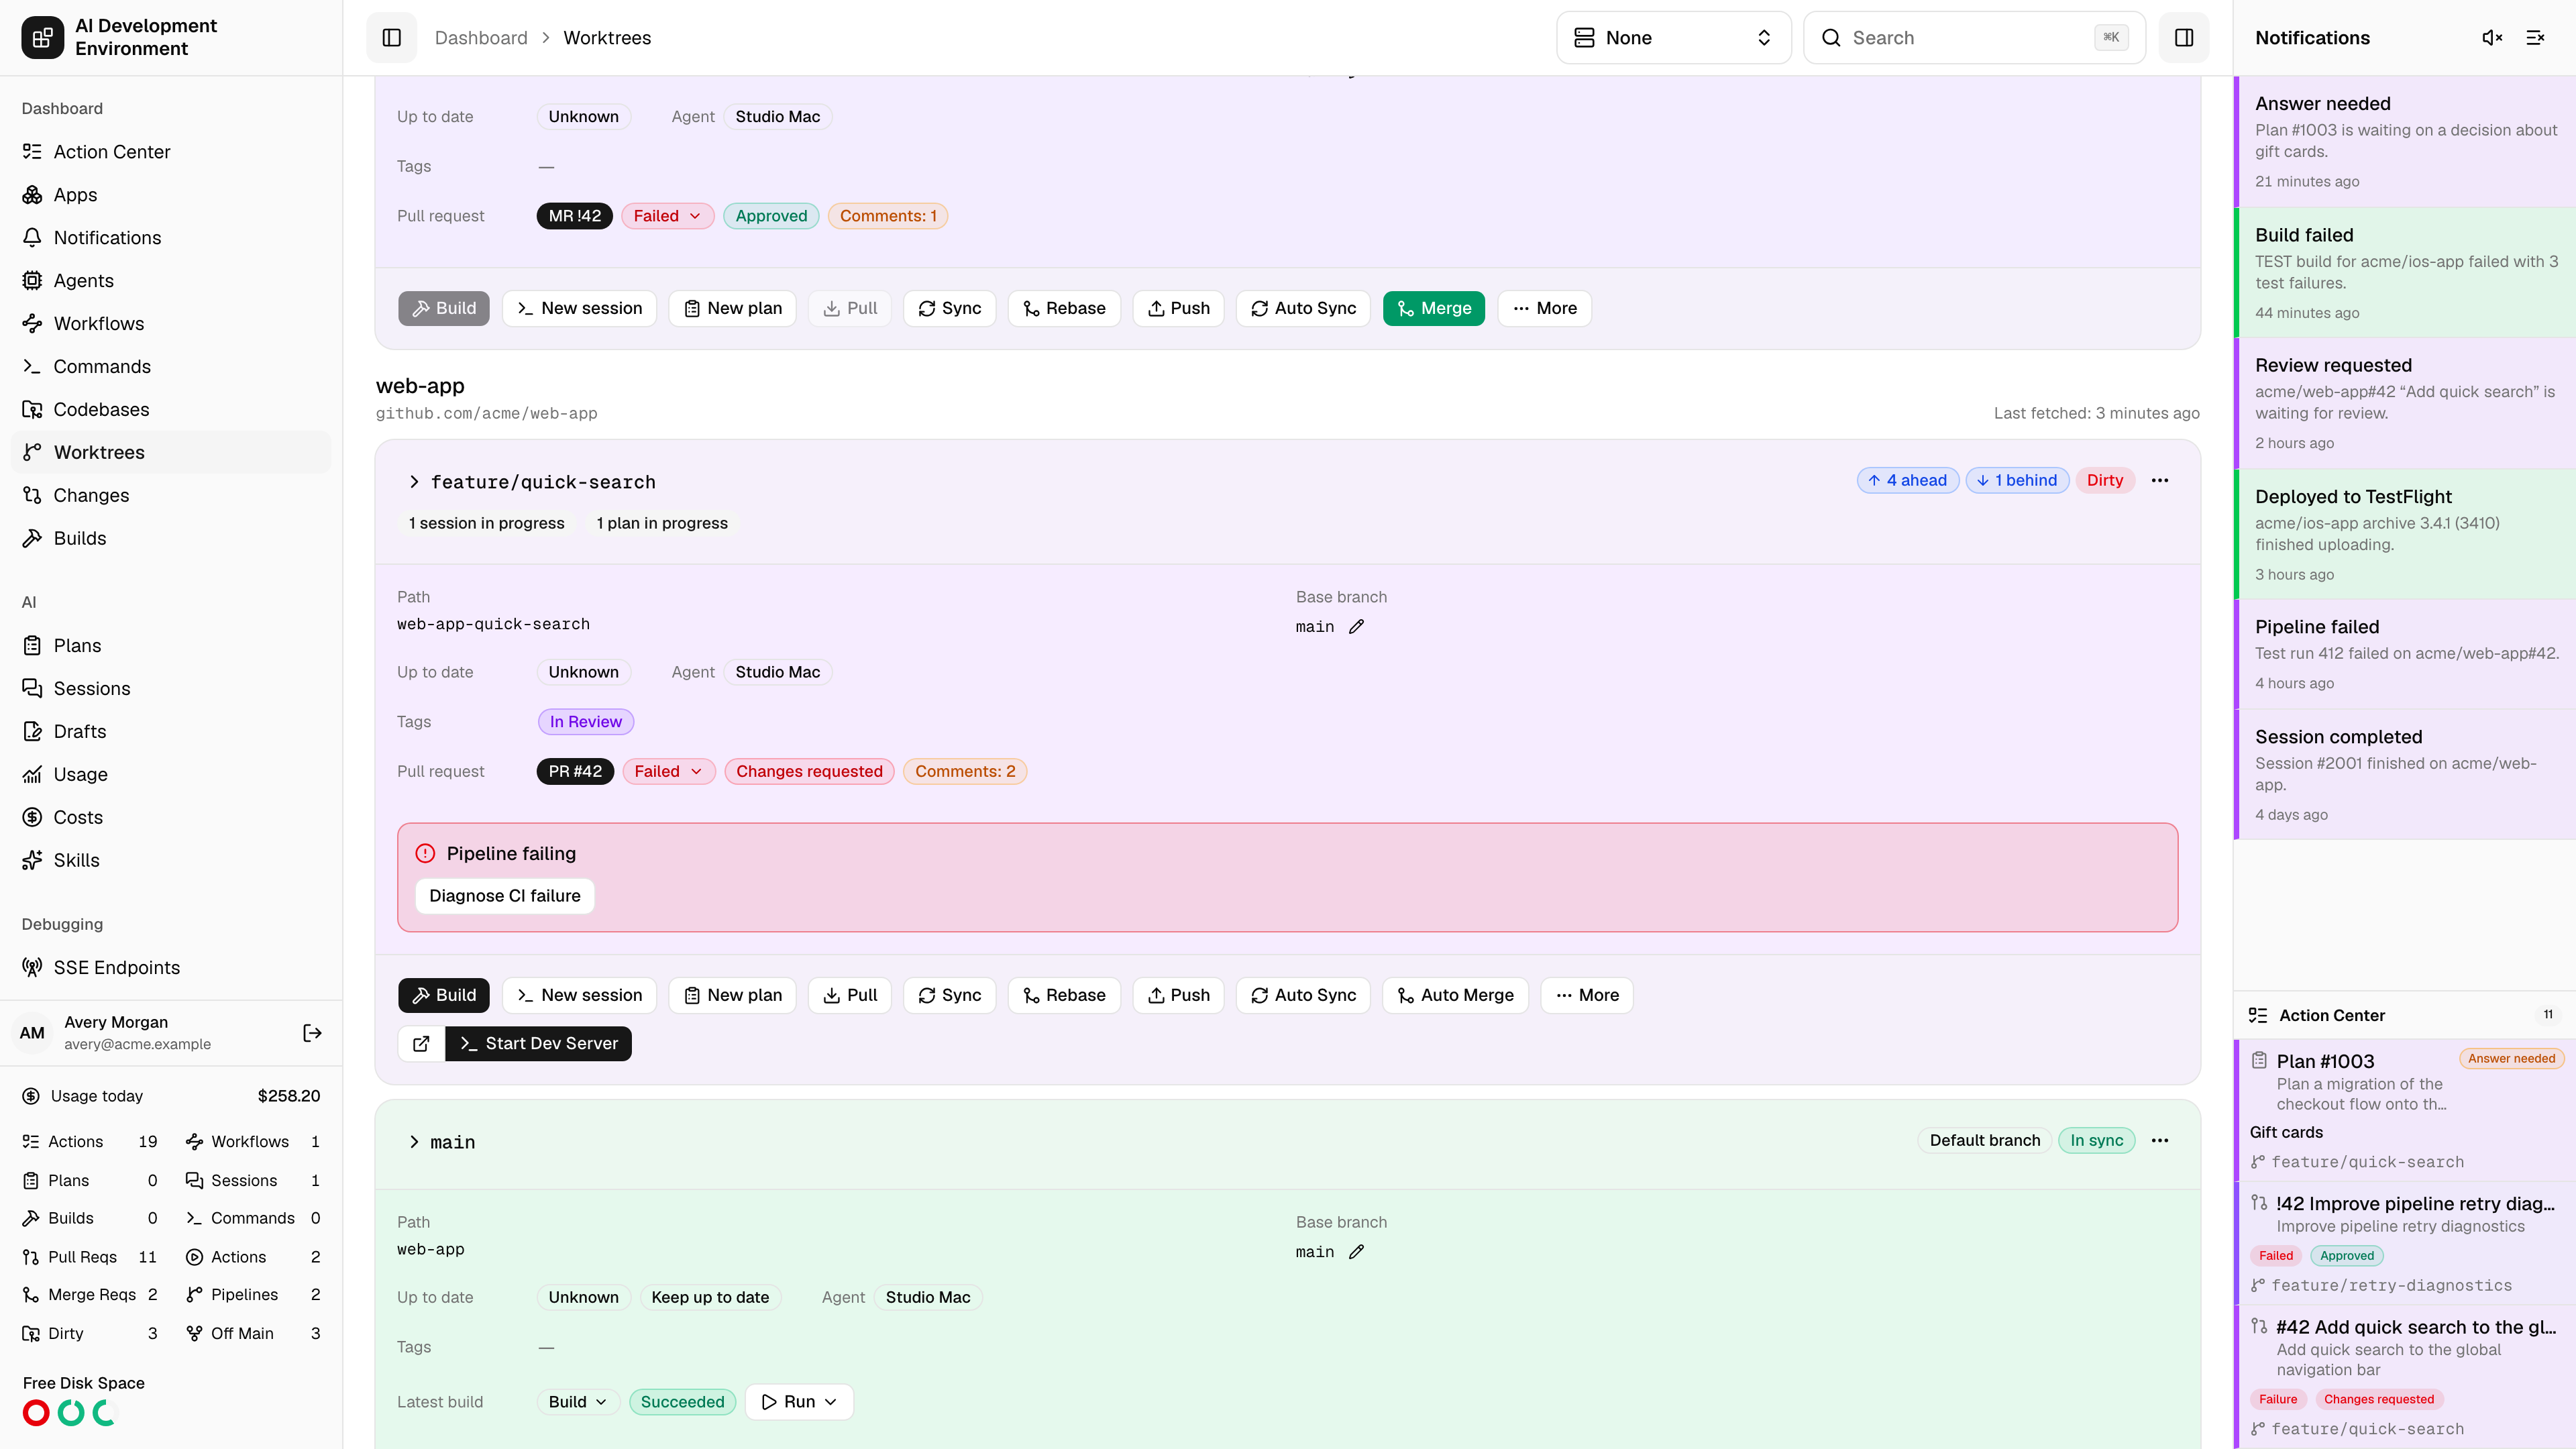 AI Development
Environment
Dashboard
Action Center
Apps
Notifications
Agents
Workflows
Commands
Codebases
Worktrees
Changes
Builds
AI
Plans
Sessions
Drafts
Usage
Costs
Skills
Debugging
SSE Endpoints
AM
Avery Morgan
avery@acme.example
Usage today $258.20
Actions 19 Workflows 1
Plans 0 Sessions 1
Builds 0 Commands 0
Pull Reqs 11 Actions 2
Merge Reqs 2 Pipelines 2
Dirty 3 Off Main 3
Free Disk Space
Dashboard > Worktrees
None
Search ⌘K
Up to date Unknown Agent Studio Mac
Tags —
Pull request MR !42 Failed Approved Comments: 1
Build New session New plan Pull Sync Rebase Push Auto Sync Merge More
web-app
github.com/acme/web-app Last fetched: 3 minutes ago
feature/quick-search 4 ahead 1 behind Dirty
1 session in progress 1 plan in progress
Path Base branch
web-app-quick-search main
Up to date Unknown Agent Studio Mac
Tags In Review
Pull request PR #42 Failed Changes requested Comments: 2
Pipeline failing
Diagnose CI failure
Build New session New plan Pull Sync Rebase Push Auto Sync Auto Merge More
Start Dev Server
main Default branch In sync
Path Base branch
web-app main
Up to date Unknown Keep up to date Agent Studio Mac
Tags —
Latest build Build Succeeded Run
Notifications
Answer needed
Plan #1003 is waiting on a decision about
gift cards.
21 minutes ago
Build failed
TEST build for acme/ios-app failed with 3
test failures.
44 minutes ago
Review requested
acme/web-app#42 “Add quick search” is
waiting for review.
2 hours ago
Deployed to TestFlight
acme/ios-app archive 3.4.1 (3410)
finished uploading.
3 hours ago
Pipeline failed
Test run 412 failed on acme/web-app#42.
4 hours ago
Session completed
Session #2001 finished on acme/web-
app.
4 days ago
Action Center 11
Plan #1003 Answer needed
Plan a migration of the
checkout flow onto th…
Gift cards
feature/quick-search
!42 Improve pipeline retry diag…
Improve pipeline retry diagnostics
Failed Approved
feature/retry-diagnostics
#42 Add quick search to the gl…
Add quick search to the global
navigation bar
Failure Changes requested
feature/quick-search